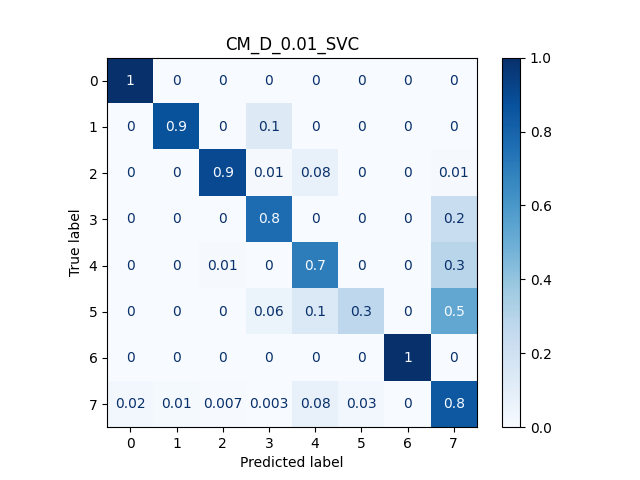 CM_D_0.01_SVC
0 1 0 0 0 0 0 0 0 1.0
1 0 0.9 0 0.1 0 0 0 0 0.8
2 0 0 0.9 0.01 0.08 0 0 0.01
3 0 0 0 0.8 0 0 0 0.2 0.6
4 0 0 0.01 0 0.7 0 0 0.3 0.4
5 0 0 0 0.06 0.1 0.3 0 0.5
6 0 0 0 0 0 0 1 0 0.2
7 0.02 0.01 0.007 0.003 0.08 0.03 0 0.8 0.0
0 1 2 3 4 5 6 7
True label
Predicted label